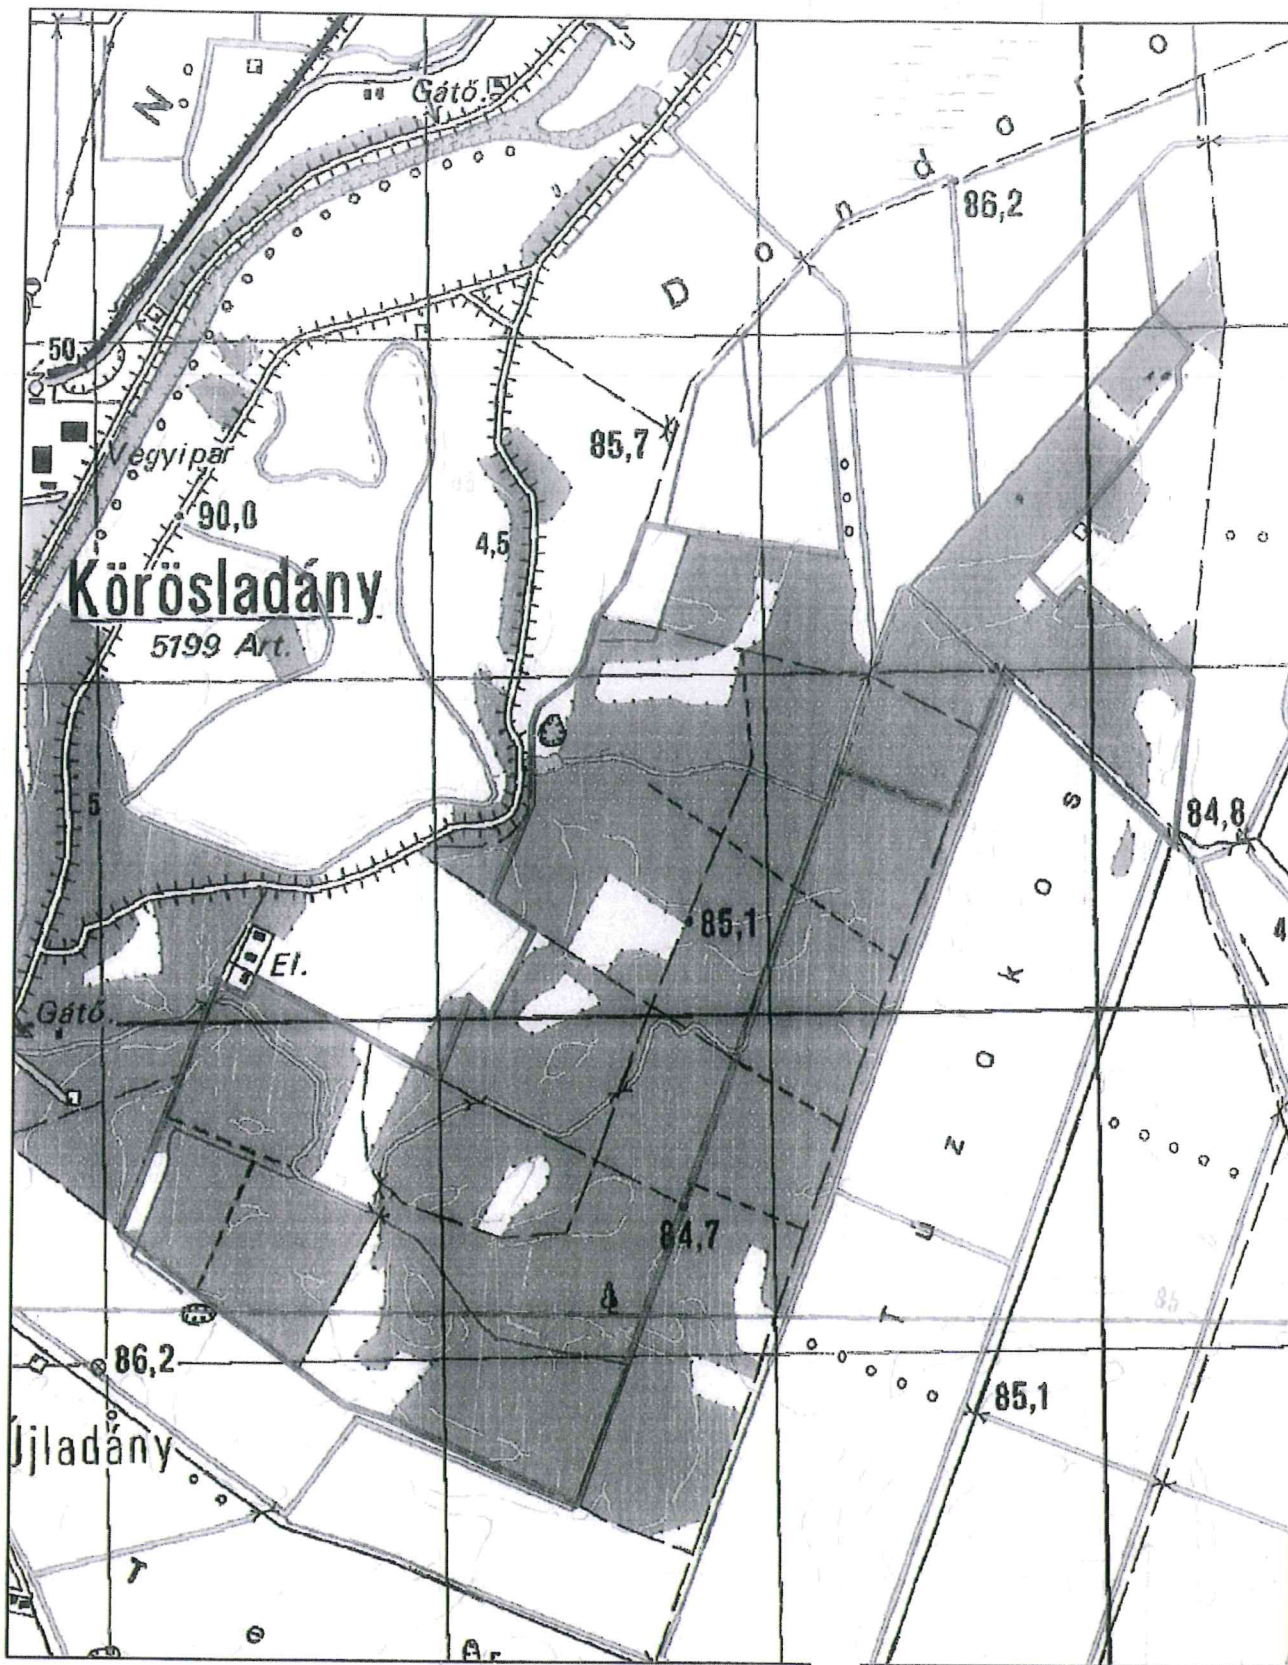 N
Gátő.
D o n d o r o
86,2
50,
85,7
Vegyipar
90,0
4,5
Körösladány
5199 Art.
5
84,8
85,1
4
El.
Gátő.
T u z o k o s
84,7
86,2
85,1
Újladány
T